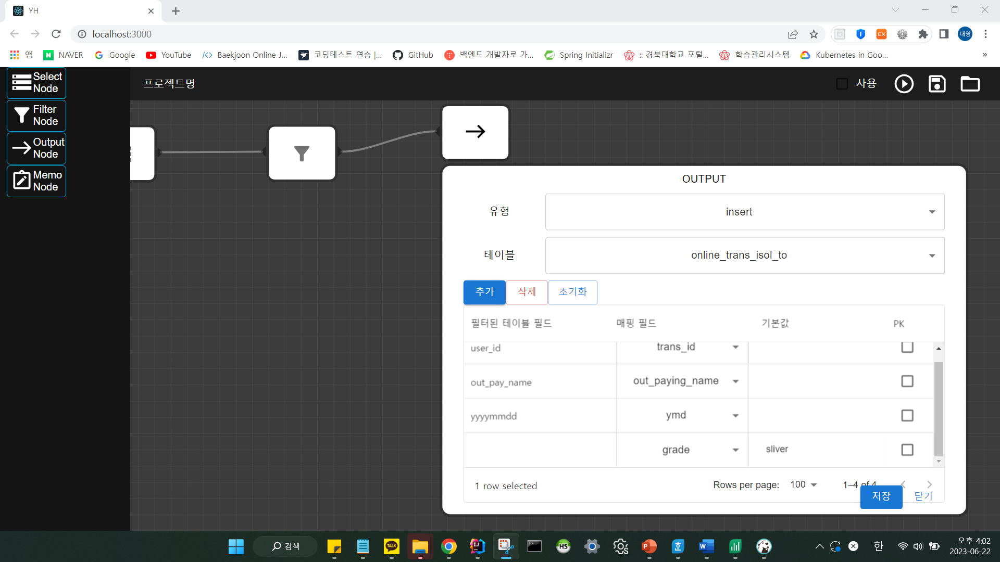 YH
localhost:3000
대영
앱
NAVER
Google
YouTube
Baekjoon Online J...
코딩테스트 연습 |...
GitHub
백엔드 개발자로 가...
Spring Initializr
:: 경북대학교 포털...
학습관리시스템
Kubernetes in Goo...
»
Select
Node
Filter
Node
Output
Node
Memo
Node
프로젝트명
사용
OUTPUT
유형
insert
테이블
online_trans_isol_to
추가
삭제
초기화
필터된 테이블 필드
매핑 필드
기본값
PK
user_id
trans_id
out_pay_name
out_paying_name
yyyymmdd
ymd
grade
sliver
1 row selected
Rows per page:
100
1–4 of 4
저장
닫기
검색
TALK
IJ
HS
P
호
W
한
오후 4:02
2023-06-22